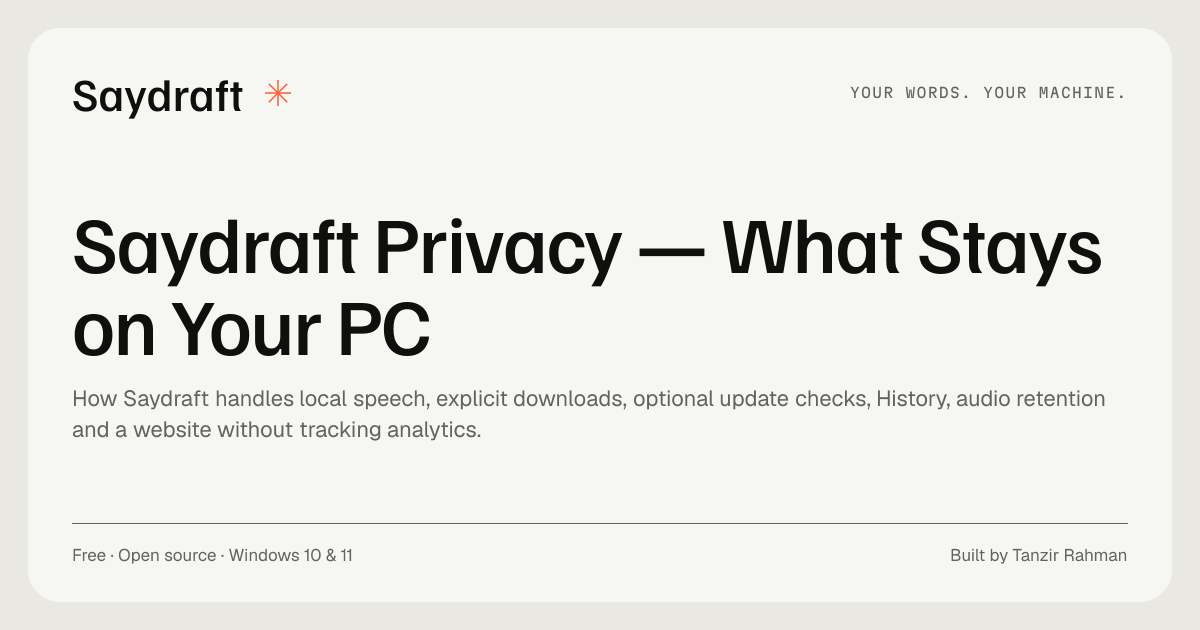 Saydraft
YOUR WORDS. YOUR MACHINE.
Saydraft Privacy — What Stays
on Your PC
How Saydraft handles local speech, explicit downloads, optional update checks, History, audio retention
and a website without tracking analytics.
Free · Open source · Windows 10 & 11
Built by Tanzir Rahman